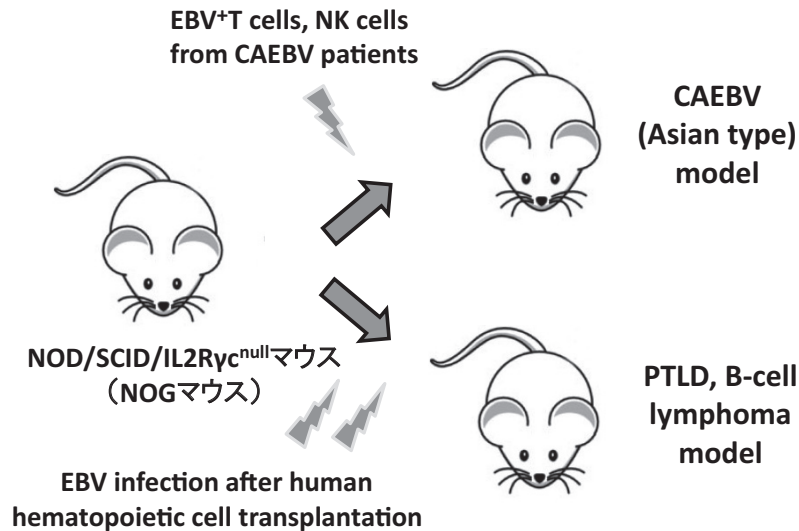 EBV⁺T cells, NK cells
from CAEBV patients
CAEBV
(Asian type)
model
NOD/SCID/IL2Rγcⁿᵘˡˡマウス
（NOGマウス）
PTLD, B-cell
lymphoma
model
EBV infection after human
hematopoietic cell transplantation